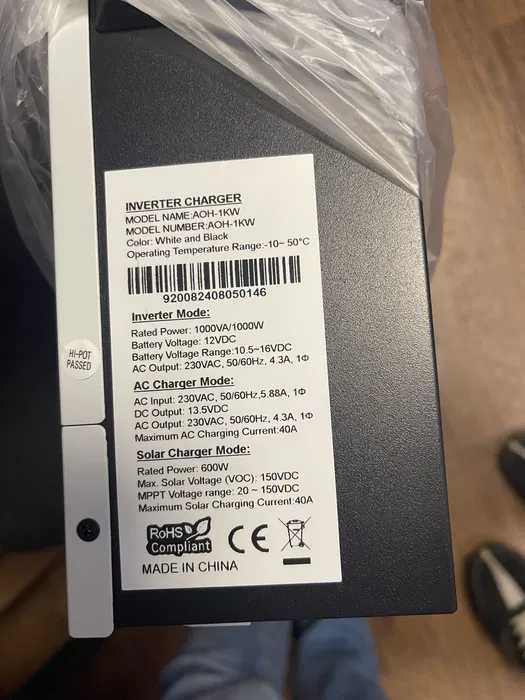 INVERTER CHARGER
MODEL NAME:AOH-1KW
MODEL NUMBER:AOH-1KW
Color: White and Black
Operating Temperature Range:-10~ 50°C
920082408050146
Inverter Mode:
Rated Power: 1000VA/1000W
Battery Voltage: 12VDC
Battery Voltage Range:10.5~16VDC
AC Output: 230VAC, 50/60Hz, 4.3A, 1Φ
HI-POT
PASSED
AC Charger Mode:
AC Input: 230VAC, 50/60Hz,5.88A, 1Φ
DC Output: 13.5VDC
AC Output: 230VAC, 50/60Hz, 4.3A, 1Φ
Maximum AC Charging Current:40A
Solar Charger Mode:
Rated Power: 600W
Max. Solar Voltage (VOC): 150VDC
MPPT Voltage range: 20 ~ 150VDC
Maximum Solar Charging Current:40A
RoHS
Compliant
CE
MADE IN CHINA